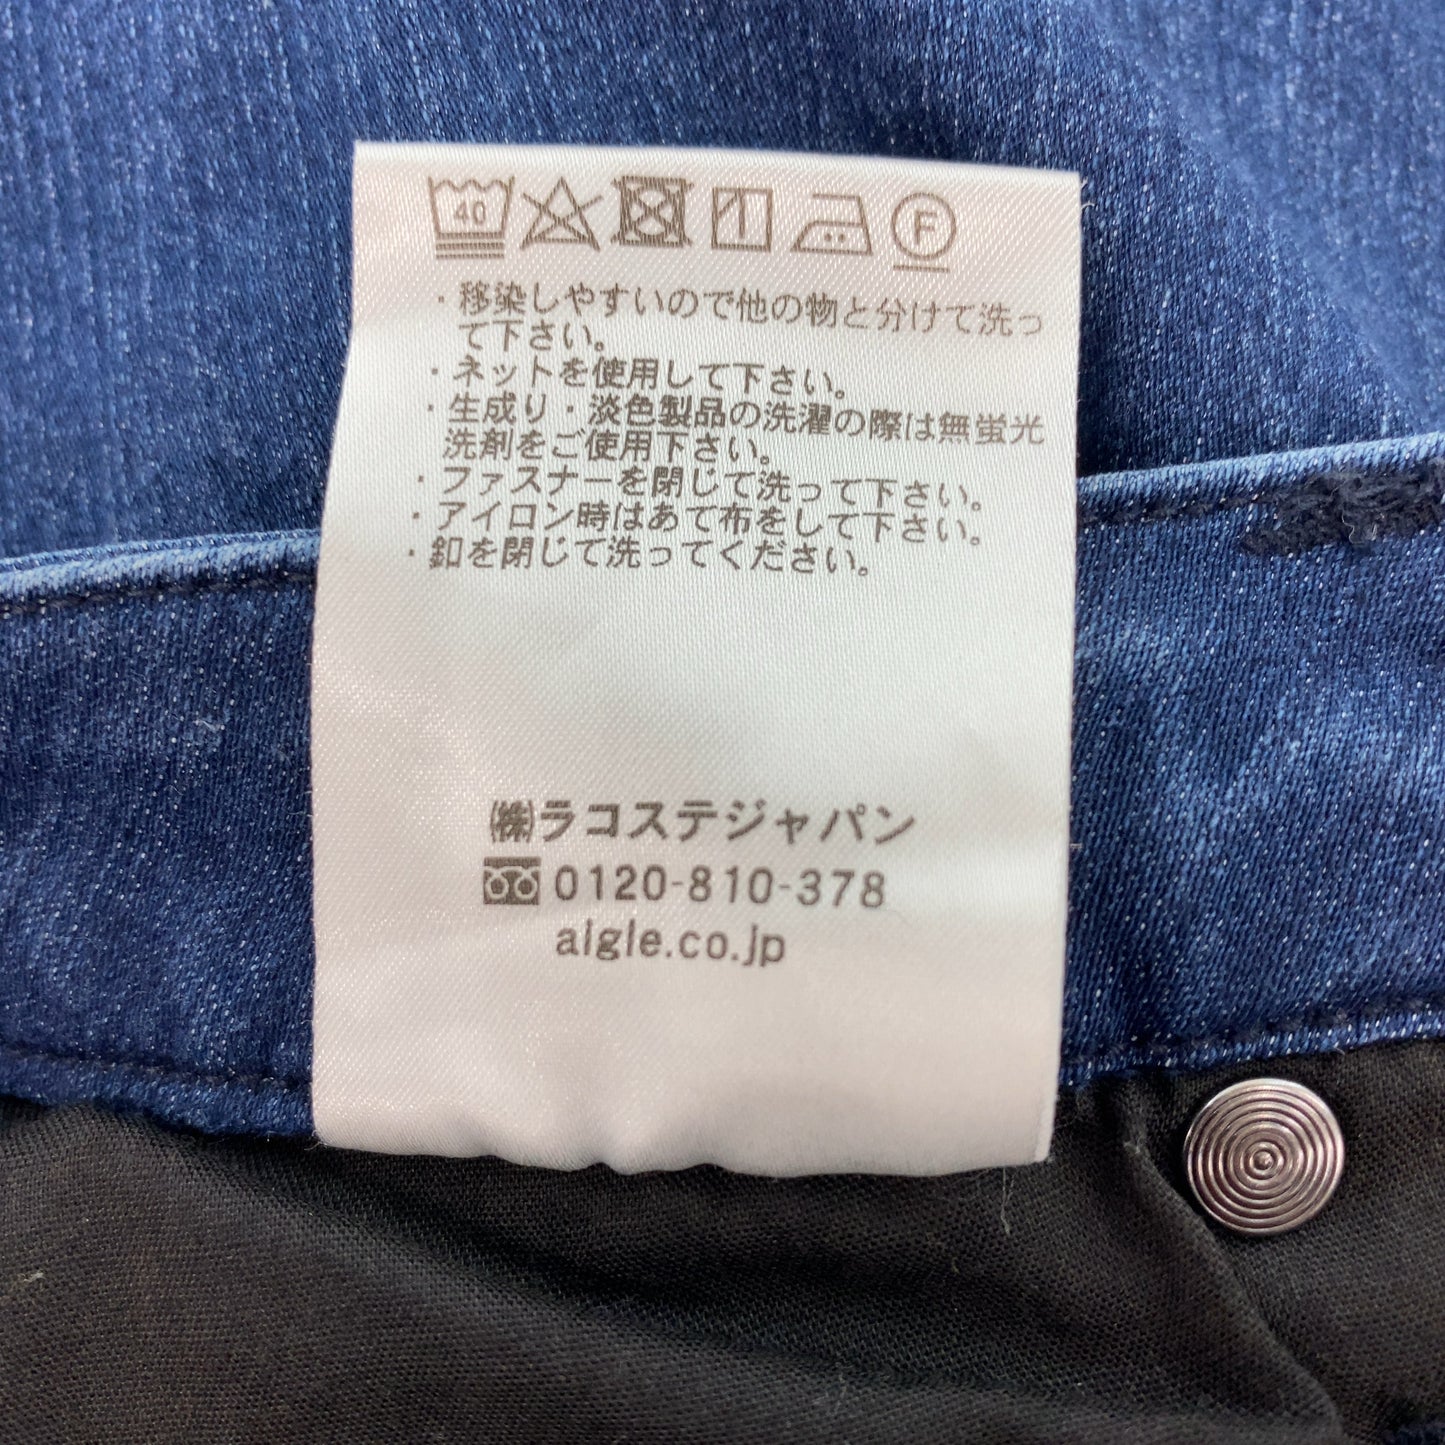 40
F
・移染しやすいので他の物と分けて洗っ
て下さい。
・ネットを使用して下さい。
・生成り・淡色製品の洗濯の際は無蛍光
洗剤をご使用下さい。
・ファスナーを閉じて洗って下さい。
・アイロン時はあて布をして下さい。
・釦を閉じて洗ってください。
㈱ラコステジャパン
0120-810-378
aigle.co.jp